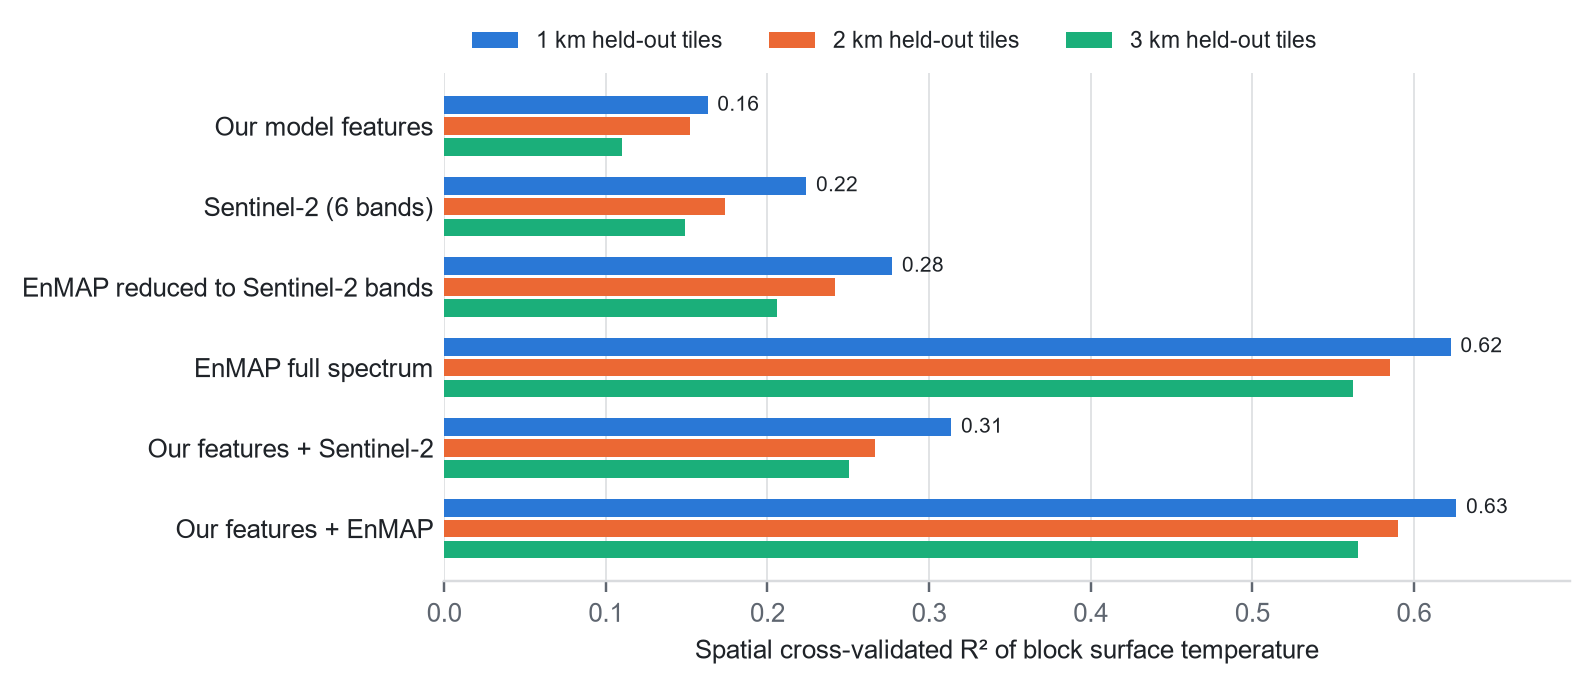 1 km held-out tiles 2 km held-out tiles 3 km held-out tiles
Our model features 0.16
Sentinel-2 (6 bands) 0.22
EnMAP reduced to Sentinel-2 bands 0.28
EnMAP full spectrum 0.62
Our features + Sentinel-2 0.31
Our features + EnMAP 0.63
0.0 0.1 0.2 0.3 0.4 0.5 0.6
Spatial cross-validated R² of block surface temperature